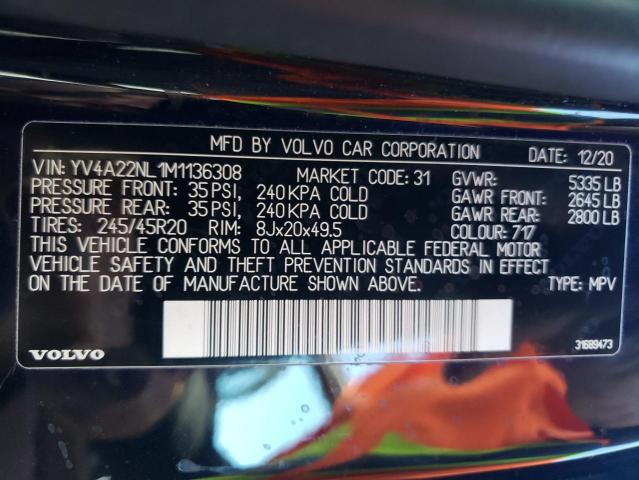 MFD BY VOLVO CAR CORPORATION DATE: 12/20
VIN: YV4A22NL1M1136308 MARKET CODE: 31 GVWR: 5335 LB
PRESSURE FRONT: 35 PSI, 240 KPA COLD GAWR FRONT: 2645 LB
PRESSURE REAR: 35 PSI, 240 KPA COLD GAWR REAR: 2800 LB
TIRES: 245/45R20 RIM: 8Jx20x49.5 COLOUR: 717
THIS VEHICLE CONFORMS TO ALL APPLICABLE FEDERAL MOTOR
VEHICLE SAFETY AND THEFT PREVENTION STANDARDS IN EFFECT
ON THE DATE OF MANUFACTURE SHOWN ABOVE. TYPE: MPV
VOLVO 31689473